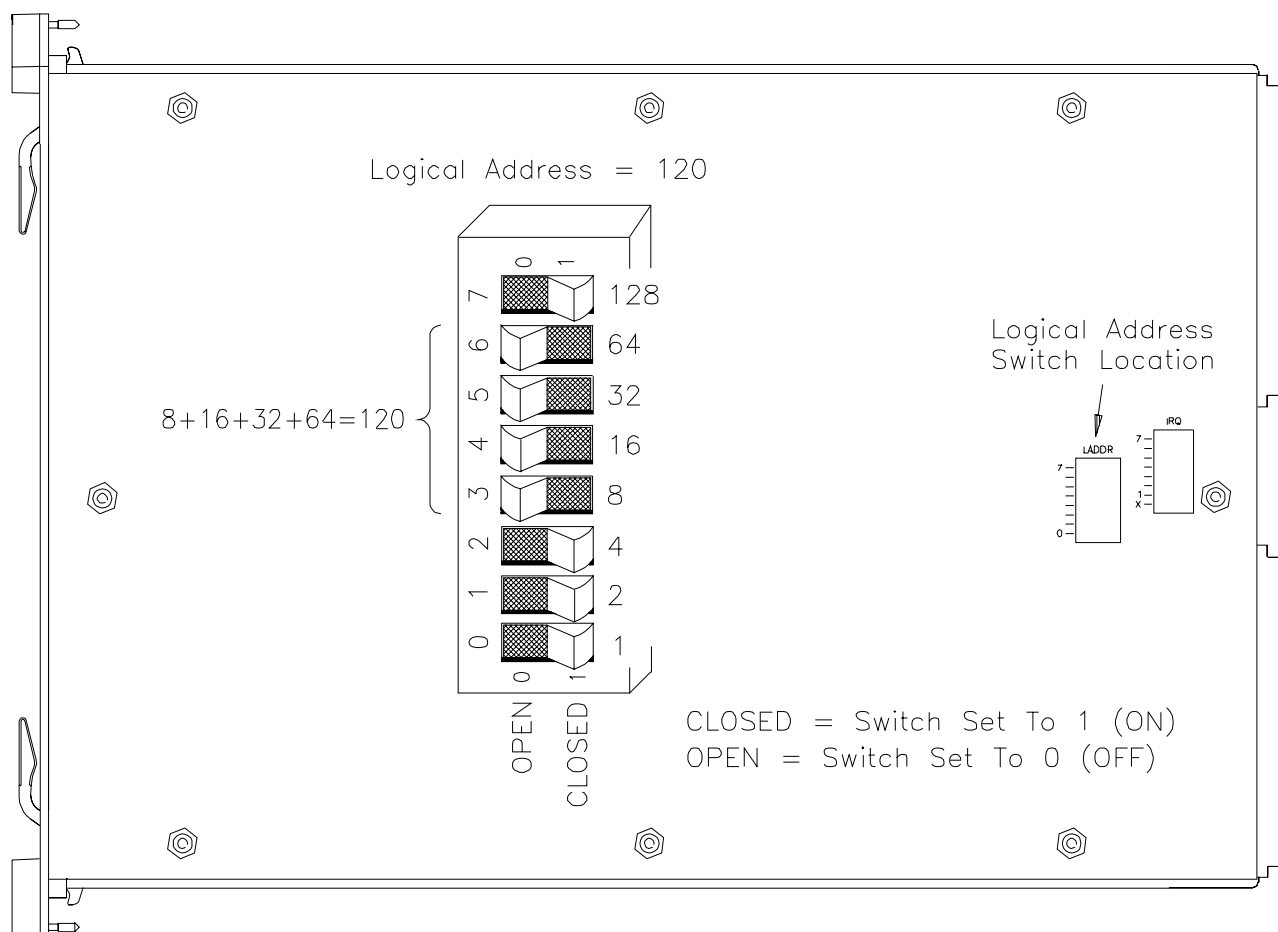 Logical Address = 120
0 1
7 128
6 64
5 32
8+16+32+64=120
4 16
3 8
2 4
1 2
0 1
0 1
OPEN CLOSED
Logical Address
Switch Location
LADDR
7
0
IRQ
7
1
X
CLOSED = Switch Set To 1 (ON)
OPEN = Switch Set To 0 (OFF)